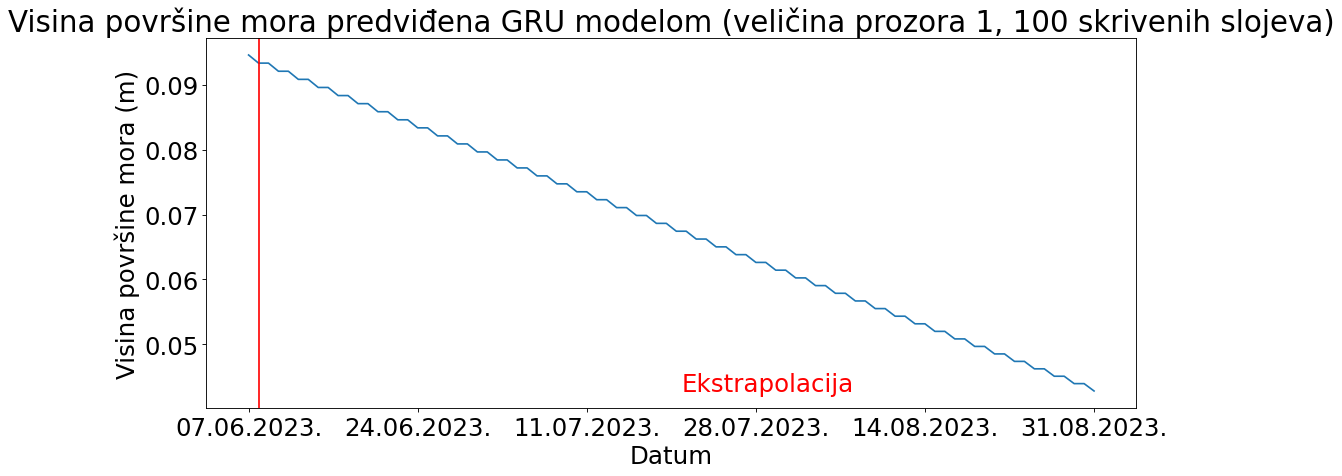 Visina površine mora predviđena GRU modelom (veličina prozora 1, 100 skrivenih slojeva)
Visina površine mora (m)
0.09
0.08
0.07
0.06
0.05
Ekstrapolacija
07.06.2023. 24.06.2023. 11.07.2023. 28.07.2023. 14.08.2023. 31.08.2023.
Datum